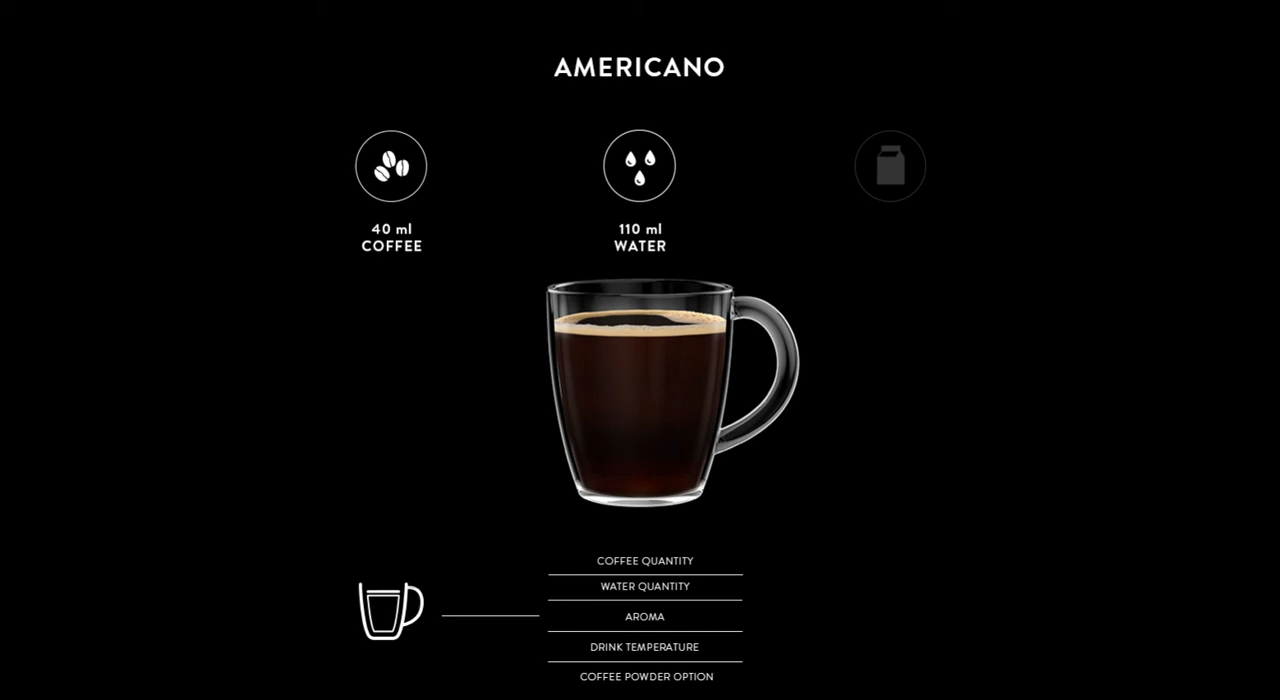 AMERICANO
40 ml
COFFEE
110 ml
WATER
COFFEE QUANTITY
WATER QUANTITY
AROMA
DRINK TEMPERATURE
COFFEE POWDER OPTION